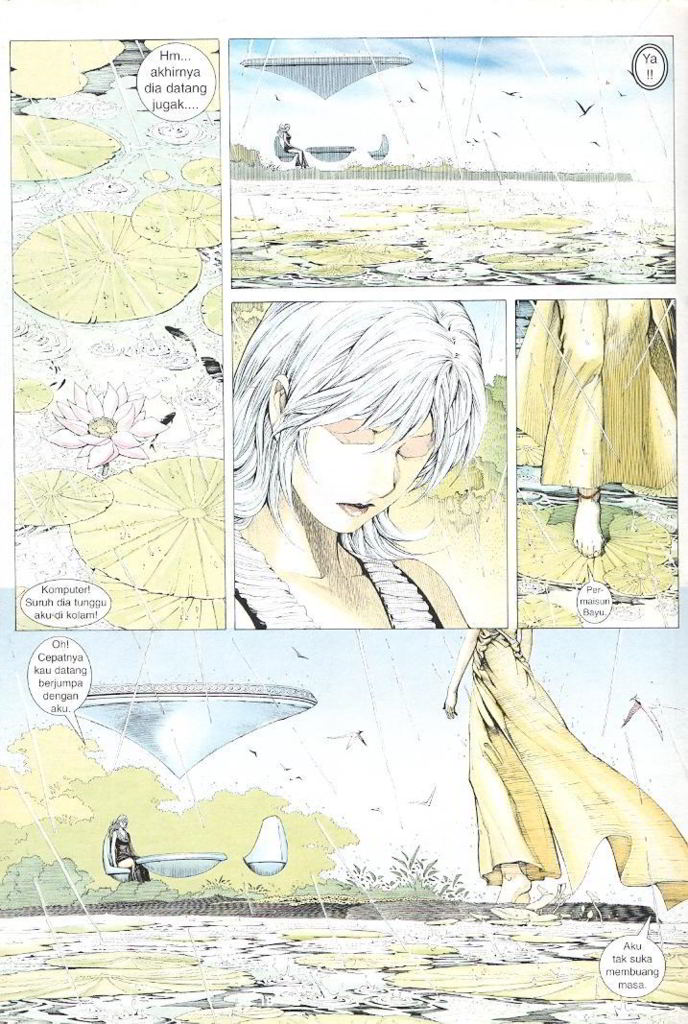 Hm...
akhirnya
dia datang
jugak....
Ya
!!
Komputer!
Suruh dia tunggu
aku di kolam!
Per-
maisuri
Bayu.
Oh!
Cepatnya
kau datang
berjumpa
dengan
aku.
Aku
tak suka
membuang
masa.